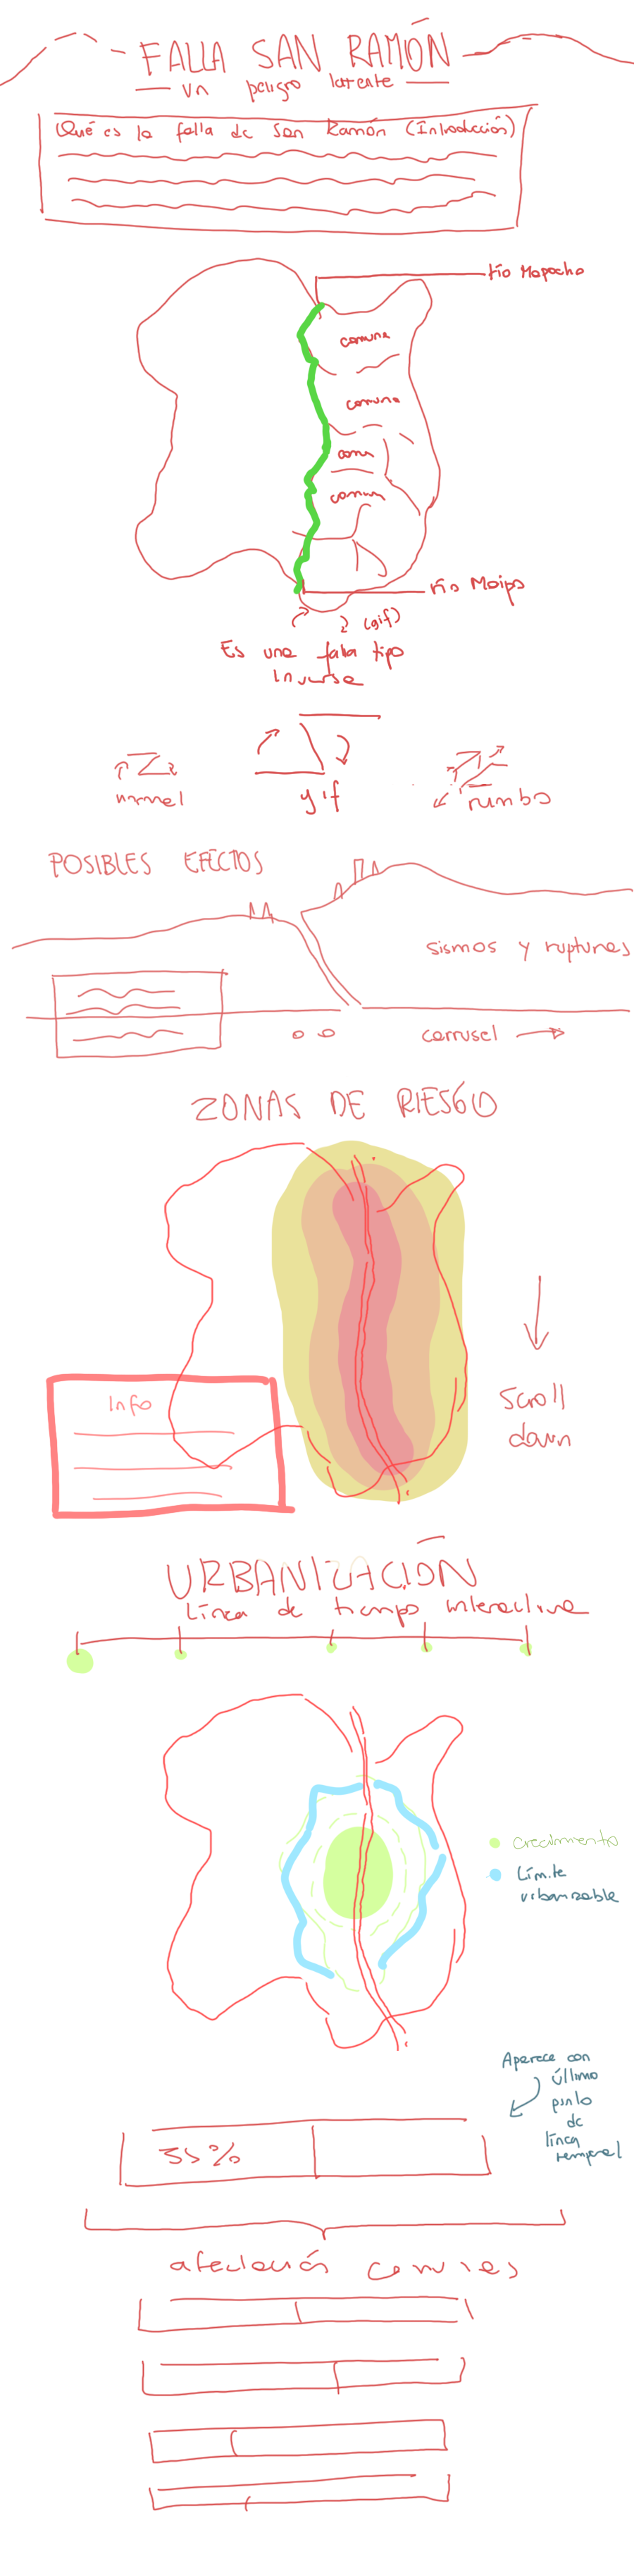 FALLA SAN RAMÓN
Un peligro latente
Qué es la falla de San Ramón (Introducción)
Río Mapocho
comuna
comuna
comu
comun
río Maipo
(gif)
Es una falla tipo
inversa
normal
gif
rumbo
POSIBLES EFECTOS
sismos y rupturas
carrusel
ZONAS DE RIESGO
Info
Scroll
down
URBANIZACIÓN
Línea de tiempo interactiva
Crecimiento
Límite
urbanizable
Aparece con
último
punto
de
línea
temporal
35%
afectación comunas